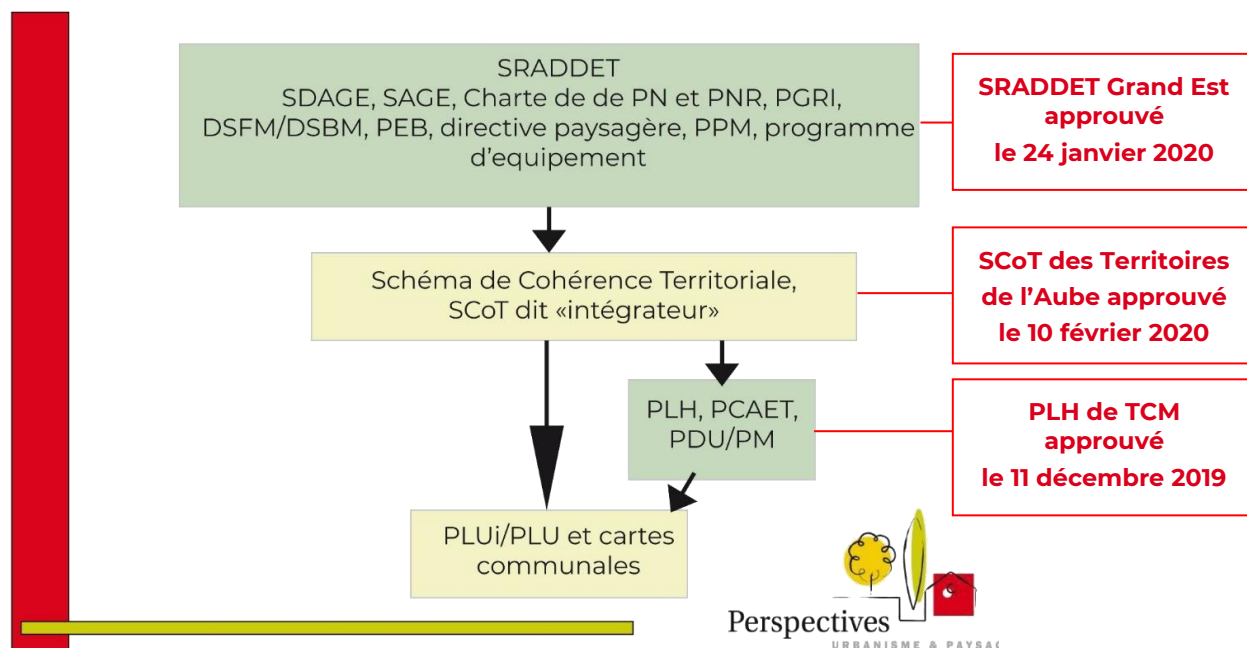 SRADDET
SDAGE, SAGE, Charte de de PN et PNR, PGRI,
DSFM/DSBM, PEB, directive paysagère, PPM, programme
d’equipement
SRADDET Grand Est
approuvé
le 24 janvier 2020
Schéma de Cohérence Territoriale,
SCoT dit «intégrateur»
SCoT des Territoires
de l’Aube approuvé
le 10 février 2020
PLH, PCAET,
PDU/PM
PLH de TCM
approuvé
le 11 décembre 2019
PLUi/PLU et cartes
communales
Perspectives
URBANISME & PAYSA